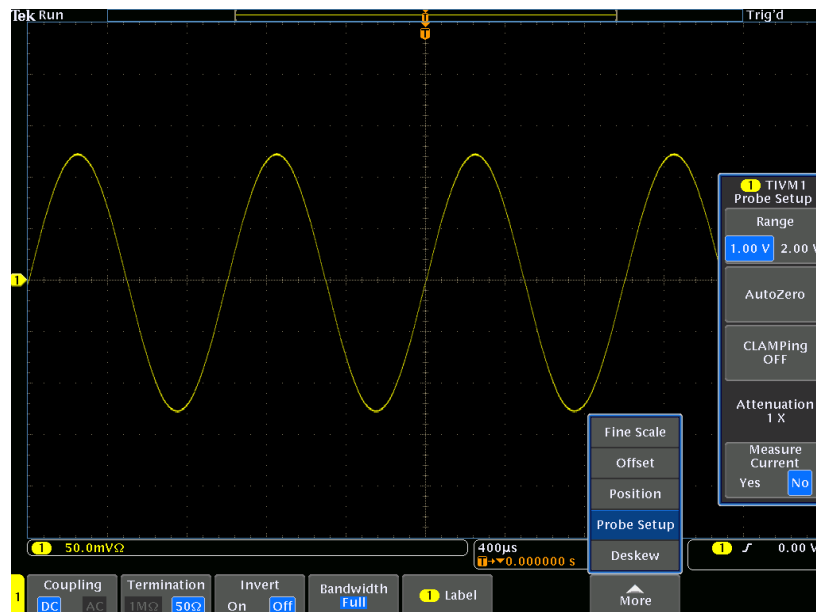 Tek Run Trig'd
T
T
1 TIVM1
Probe Setup
Range
1.00 V 2.00 V
AutoZero
CLAMPing
OFF
Attenuation
1 X
Measure
Current
Yes No
1
Fine Scale
Offset
Position
Probe Setup
Deskew
1 50.0mVΩ
400µs
T→▼0.000000 s
1 ∫ 0.00 V
1
Coupling
DC AC
Termination
1MΩ 50Ω
Invert
On Off
Bandwidth
Full
1 Label
More